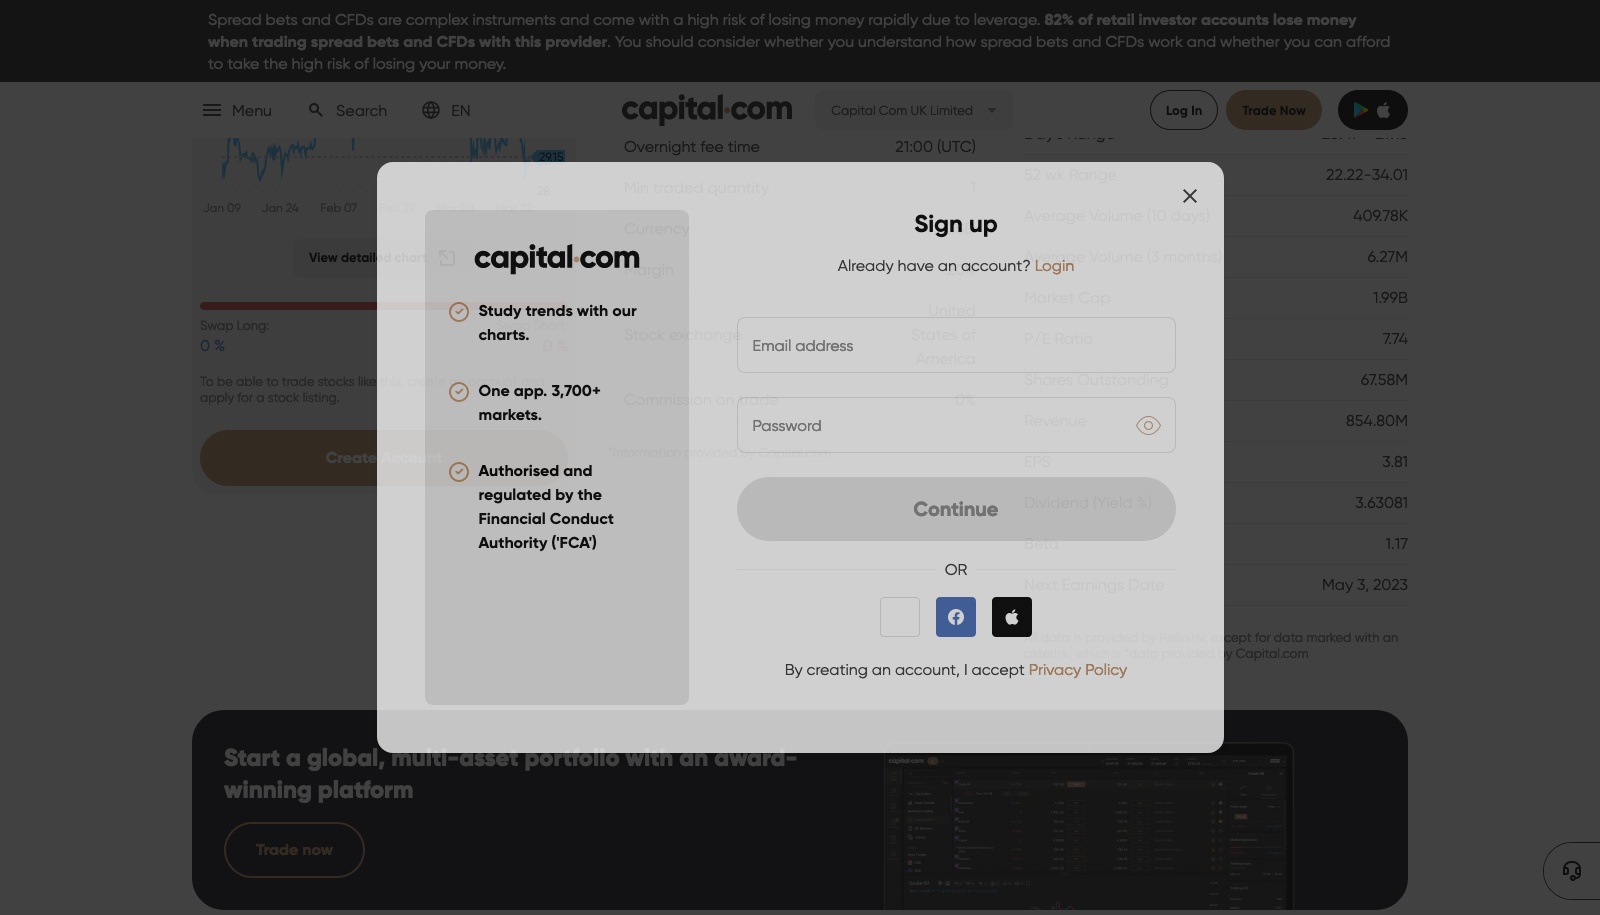 Spread bets and CFDs are complex instruments and come with a high risk of losing money rapidly due to leverage. 82% of retail investor accounts lose money
when trading spread bets and CFDs with this provider. You should consider whether you understand how spread bets and CFDs work and whether you can afford
to take the high risk of losing your money.
Menu
Search
EN
capital.com
Capital Com UK Limited
Log In
Trade Now
29.15
28.
Jan 09
Jan 24
Feb 07
View detailed chart
Swap Long:
0 %
0 %
To be able to trade stocks like this, create
apply for a stock listing.
Create Account
Overnight fee time
21:00 (UTC)
Min traded quantity
1
Currency
Margin
Stock exchange
United
States of
America
Commission on trade
0%
*Information provided by Capital.com
52 wk Range
22.22-34.01
Average Volume (10 days)
409.78K
Average Volume (3 months)
6.27M
Market Cap
1.99B
P/E Ratio
7.74
Shares Outstanding
67.58M
Revenue
854.80M
EPS
3.81
Dividend (Yield %)
3.63081
Beta
1.17
Next Earnings Date
May 3, 2023
All data is provided by Refinitiv, except for data marked with an
asterisk, which is *data provided by Capital.com
capital.com
Study trends with our
charts.
One app. 3,700+
markets.
Authorised and
regulated by the
Financial Conduct
Authority ('FCA')
Sign up
Already have an account? Login
Email address
Password
Continue
OR
By creating an account, I accept Privacy Policy
Start a global, multi-asset portfolio with an award-
winning platform
Trade now
capital.com